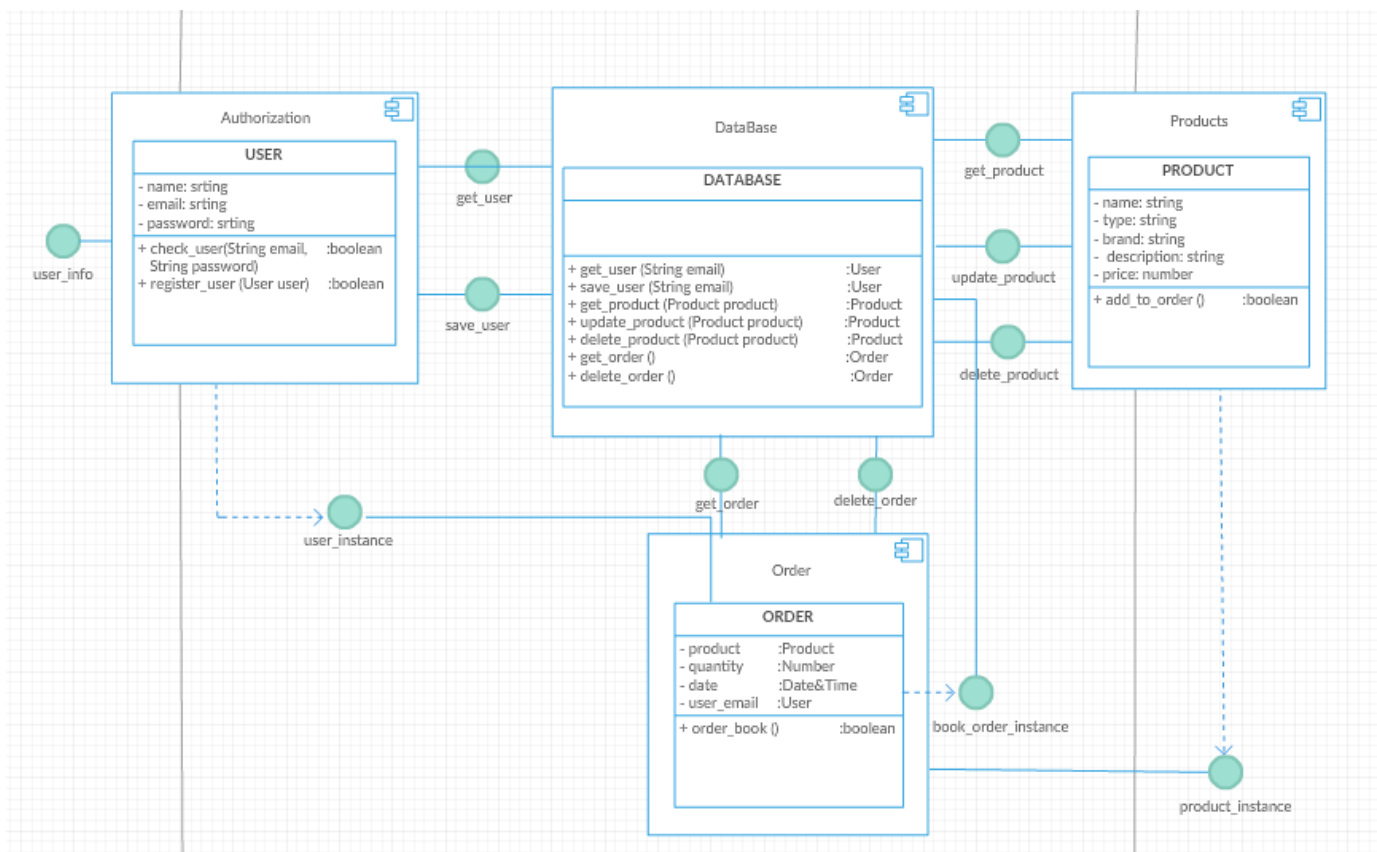 Authorization
USER
- name: srting
- email: srting
- password: srting
+ check_user(String email, :boolean
String password)
+ register_user (User user) :boolean
user_info
get_user
save_user
DataBase
DATABASE
+ get_user (String email) :User
+ save_user (String email) :User
+ get_product (Product product) :Product
+ update_product (Product product) :Product
+ delete_product (Product product) :Product
+ get_order () :Order
+ delete_order () :Order
get_product
update_product
delete_product
Products
PRODUCT
- name: string
- type: string
- brand: string
- description: string
- price: number
+ add_to_order () :boolean
get_order
delete_order
user_instance
Order
ORDER
- product :Product
- quantity :Number
- date :Date&Time
- user_email :User
+ order_book () :boolean
book_order_instance
product_instance